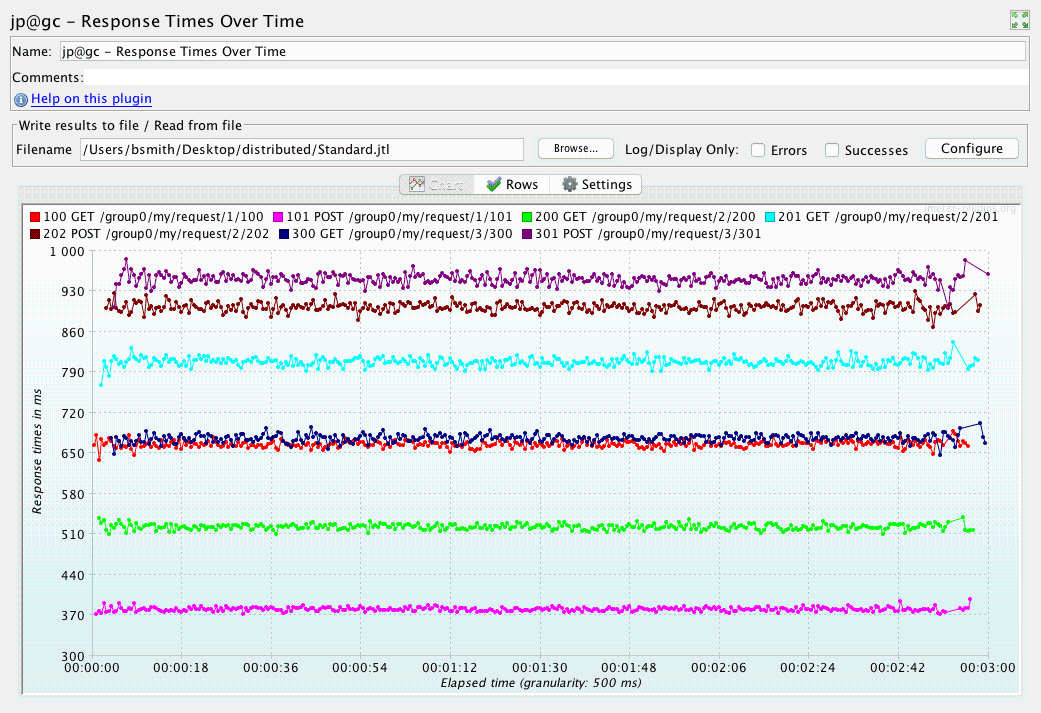 jp@gc - Response Times Over Time
Name: jp@gc - Response Times Over Time
Comments:
Help on this plugin
Write results to file / Read from file
Filename /Users/bsmith/Desktop/distributed/Standard.jtl Browse... Log/Display Only: Errors Successes Configure
Chart Rows Settings
jmeter-plugins.org
100 GET /group0/my/request/1/100 101 POST /group0/my/request/1/101 200 GET /group0/my/request/2/200 201 GET /group0/my/request/2/201
202 POST /group0/my/request/2/202 300 GET /group0/my/request/3/300 301 POST /group0/my/request/3/301
1 000
930
860
790
720
650
580
510
440
370
300
Response times in ms
00:00:00 00:00:18 00:00:36 00:00:54 00:01:12 00:01:30 00:01:48 00:02:06 00:02:24 00:02:42 00:03:00
Elapsed time (granularity: 500 ms)